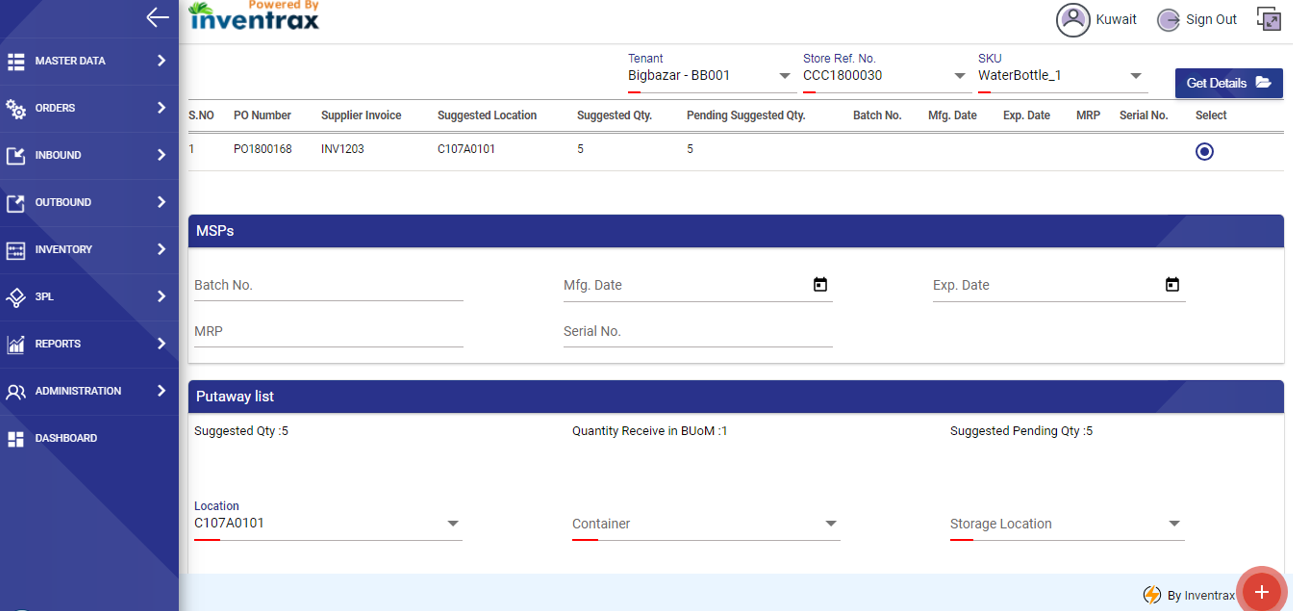 Powered By
inventrax
Kuwait
Sign Out
MASTER DATA
ORDERS
INBOUND
OUTBOUND
INVENTORY
3PL
REPORTS
ADMINISTRATION
DASHBOARD
Tenant
Bigbazar - BB001
Store Ref. No.
CCC1800030
SKU
WaterBottle_1
Get Details
S.NO PO Number Supplier Invoice Suggested Location Suggested Qty. Pending Suggested Qty. Batch No. Mfg. Date Exp. Date MRP Serial No. Select
1 PO1800168 INV1203 C107A0101 5 5
MSPs
Batch No. Mfg. Date Exp. Date
MRP Serial No.
Putaway list
Suggested Qty :5 Quantity Receive in BUoM :1 Suggested Pending Qty :5
Location
C107A0101 Container Storage Location
By Inventrax